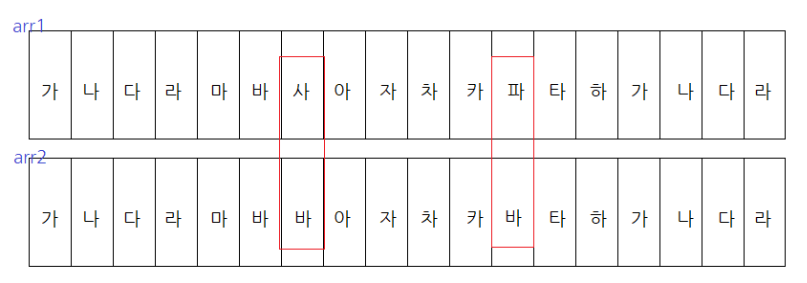 arr1
가 나 다 라 마 바 사 아 자 차 카 파 타 하 가 나 다 라
arr2
가 나 다 라 마 바 바 아 자 차 카 바 타 하 가 나 다 라